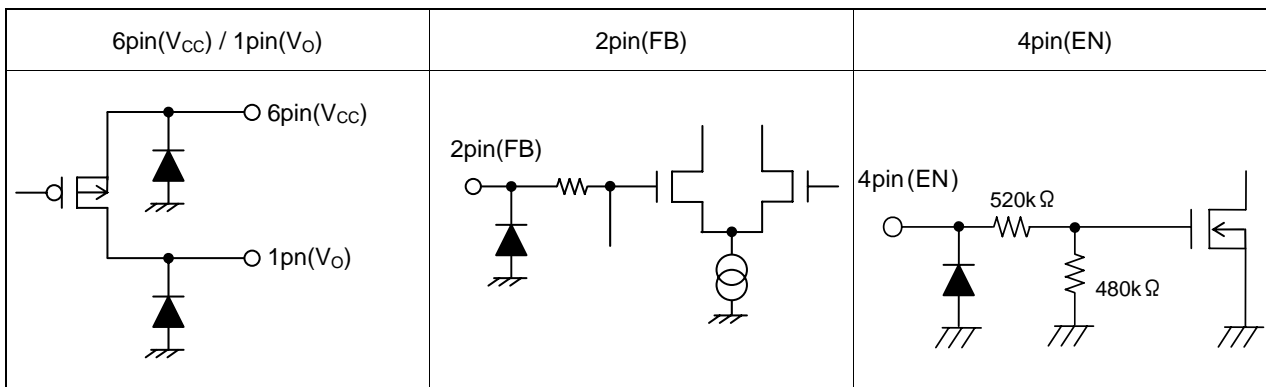 6pin(VCC) / 1pin(VO)
2pin(FB)
4pin(EN)
6pin(VCC)
1pn(VO)
2pin(FB)
4pin(EN)
520kΩ
480kΩ